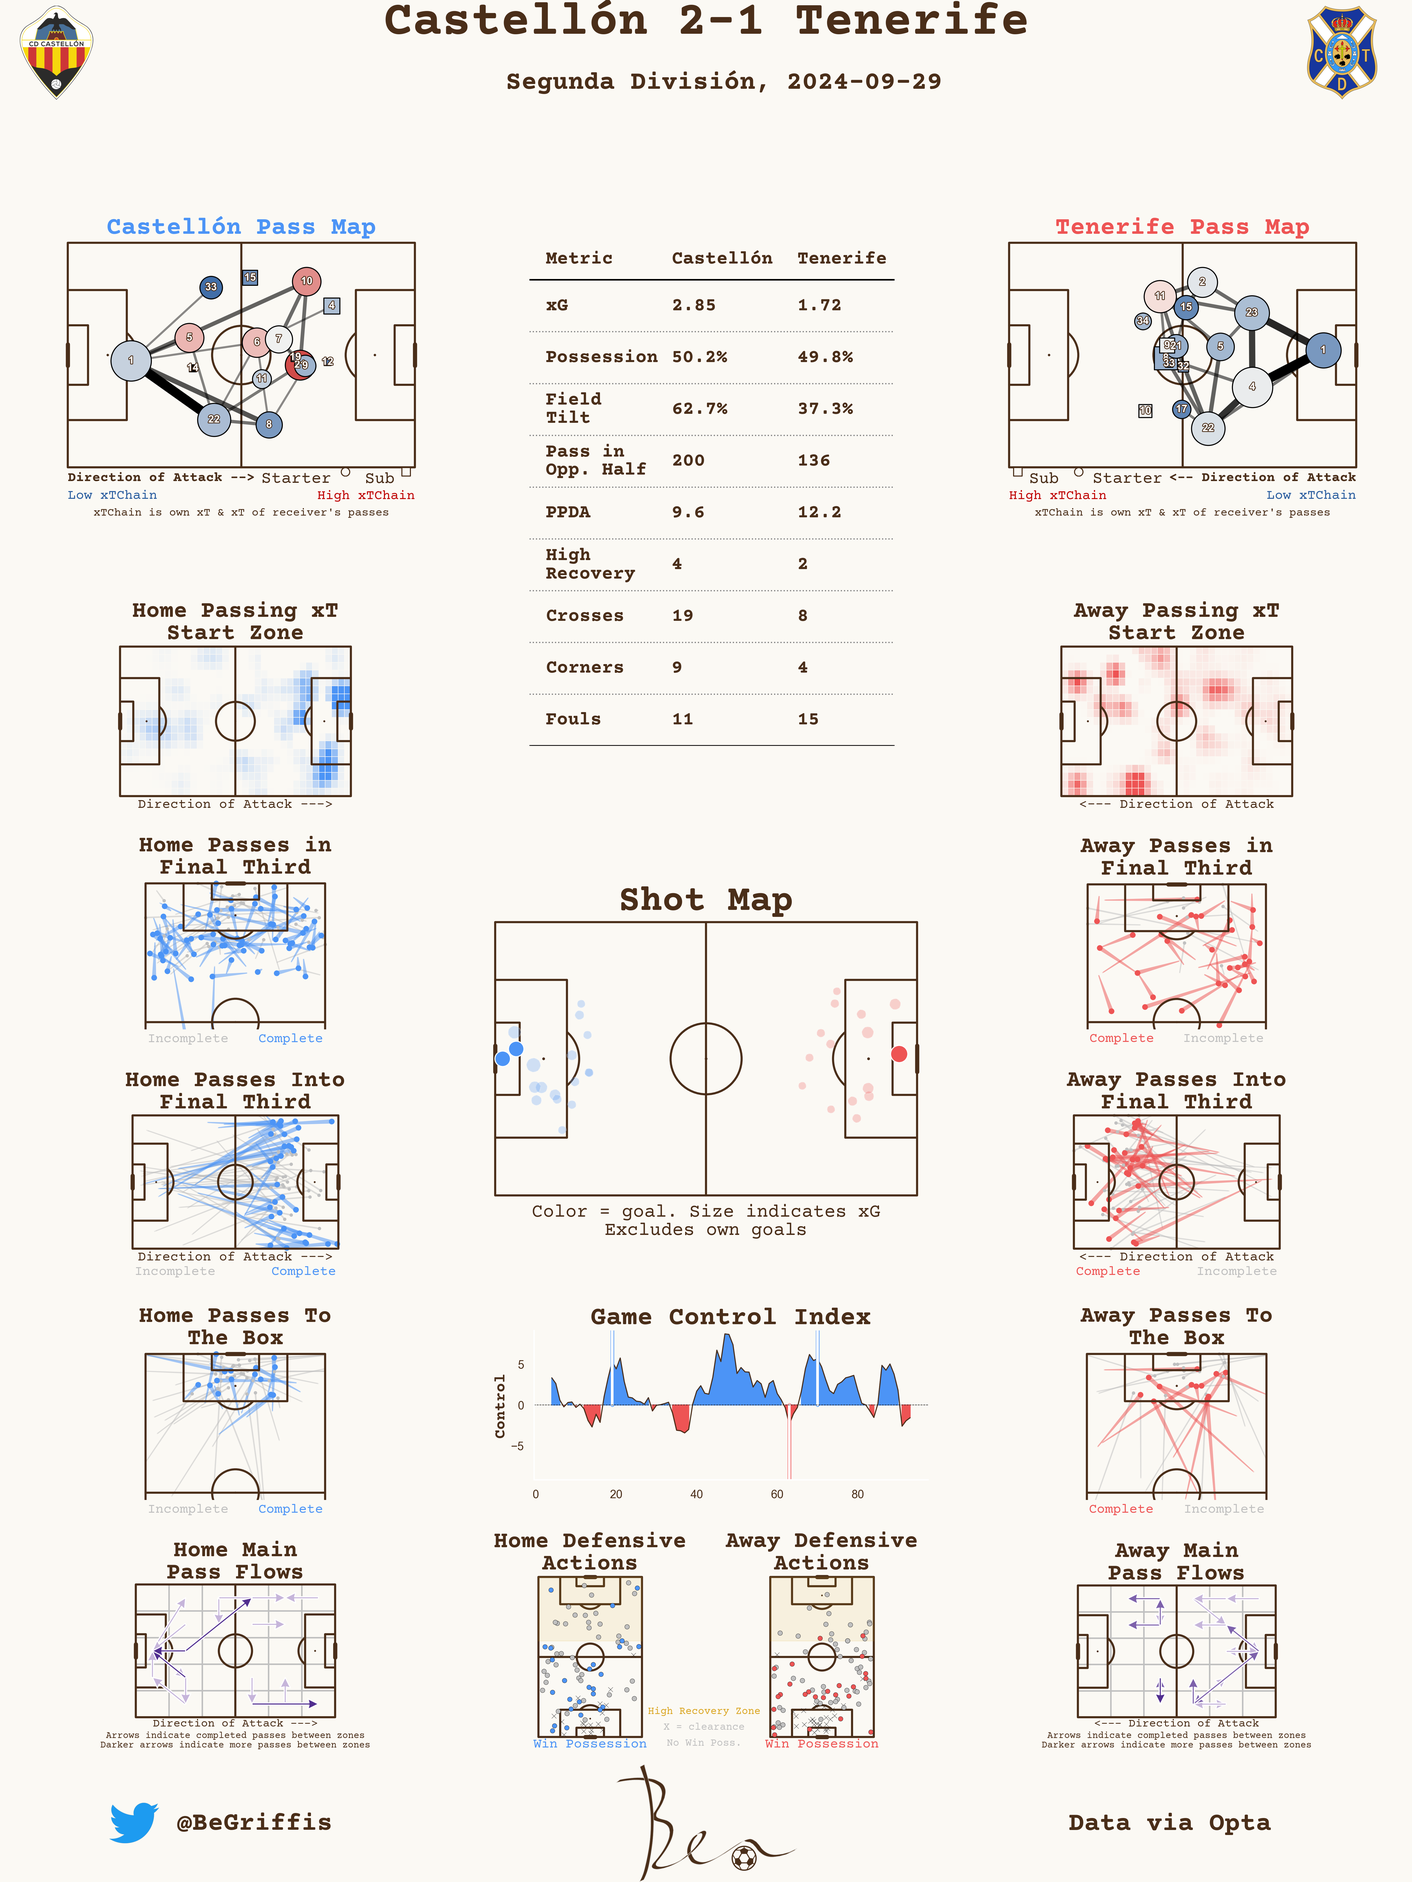 Castellón 2-1 Tenerife
Segunda División, 2024-09-29
CD CASTELLÓN
C T
D
Castellón Pass Map
33
15
10
4
5
6
7
1
14
19
12
11
22
8
Direction of Attack --> Starter Sub
Low xTChain High xTChain
xTChain is own xT & xT of receiver's passes
Metric Castellón Tenerife
xG 2.85 1.72
Possession 50.2% 49.8%
Field
Tilt 62.7% 37.3%
Pass in
Opp. Half 200 136
PPDA 9.6 12.2
High
Recovery 4 2
Crosses 19 8
Corners 9 4
Fouls 11 15
Tenerife Pass Map
2
11
15
23
34
5
1
33
32
4
10
17
22
Sub Starter <-- Direction of Attack
High xTChain Low xTChain
xTChain is own xT & xT of receiver's passes
Home Passing xT
Start Zone
Direction of Attack --->
Away Passing xT
Start Zone
<--- Direction of Attack
Home Passes in
Final Third
Incomplete Complete
Away Passes in
Final Third
Complete Incomplete
Shot Map
Color = goal. Size indicates xG
Excludes own goals
Home Passes Into
Final Third
Direction of Attack --->
Incomplete Complete
Away Passes Into
Final Third
<--- Direction of Attack
Complete Incomplete
Home Passes To
The Box
Incomplete Complete
Game Control Index
Control
5
0
−5
0 20 40 60 80
Away Passes To
The Box
Complete Incomplete
Home Main
Pass Flows
Direction of Attack --->
Arrows indicate completed passes between zones
Darker arrows indicate more passes between zones
Home Defensive
Actions
Win Possession
High Recovery Zone
X = clearance
No Win Poss.
Away Defensive
Actions
Win Possession
Away Main
Pass Flows
<--- Direction of Attack
Arrows indicate completed passes between zones
Darker arrows indicate more passes between zones
@BeGriffis
Ben
Data via Opta